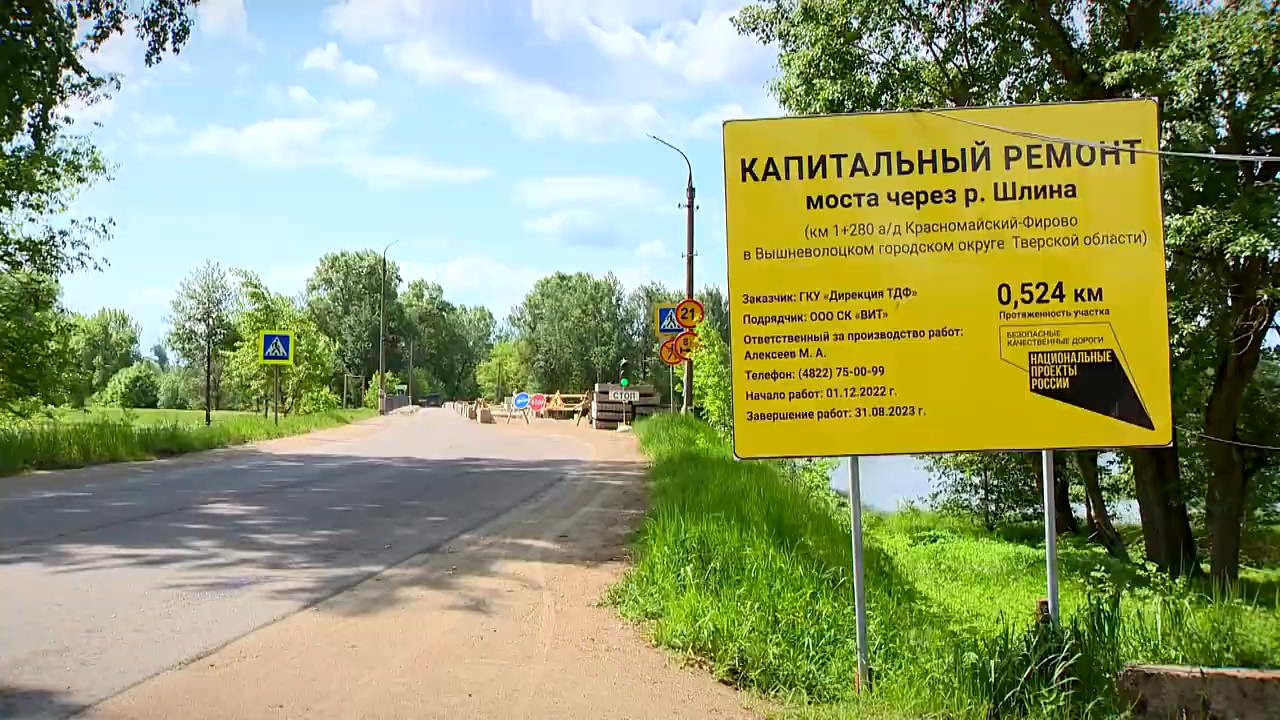 КАПИТАЛЬНЫЙ РЕМОНТ
моста через р. Шлина
(км 1+280 а/д Красномайский-Фирово
в Вышневолоцком городском округе Тверской области)
Заказчик: ГКУ «Дирекция ТДФ»
Подрядчик: ООО СК «ВИТ»
Ответственный за производство работ:
Алексеев М. А.
Телефон: (4822) 75-00-99
Начало работ: 01.12.2022 г.
Завершение работ: 31.08.2023 г.
0,524 км
Протяженность участка
БЕЗОПАСНЫЕ
КАЧЕСТВЕННЫЕ ДОРОГИ
НАЦИОНАЛЬНЫЕ
ПРОЕКТЫ
РОССИИ
21
STOP
СТОП